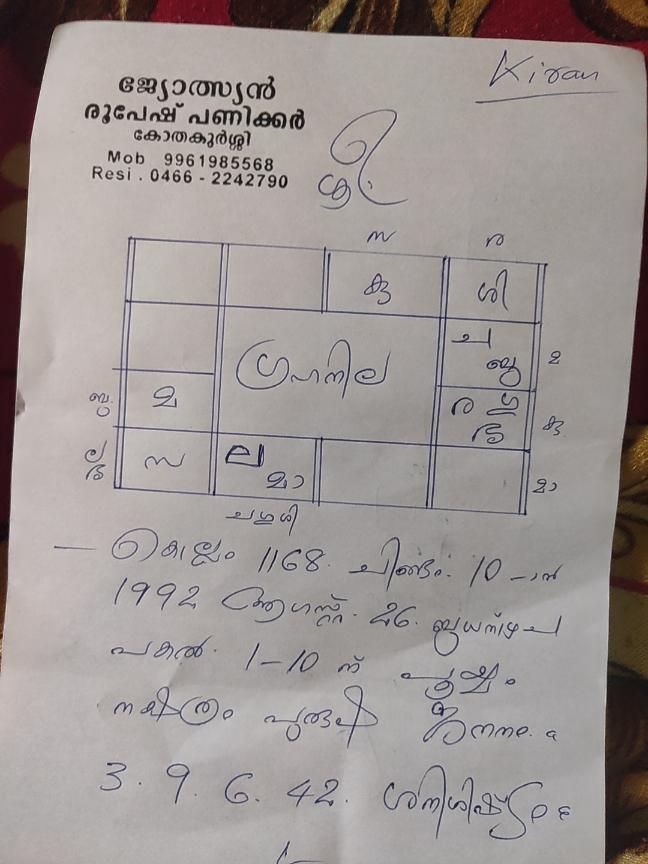 Kiran
ജ്യോത്സ്യൻ
രൂപേഷ് പണിക്കർ
കോതകുർശ്ശി
Mob 9961985568
Resi . 0466 - 2242790
ശ്രീ:
സ ര
കു ശി
ച
ബു മ
ഗ്രഹനില
ബു മ ര ഗു ശു കു
സ ല
മാ മാ
ച ഗു ശി
കൊല്ലം 1168. ചിങ്ങം. 10 -ാൻ
1992 ആഗസ്റ്റ്. 26. ബുധനാഴ്ച
പകൽ. 1-10 ന് പൂയ്യം
നക്ഷത്രം പുരുഷ ജനനം.
3. 9. 6. 42. ശനിശിഷ്ടം